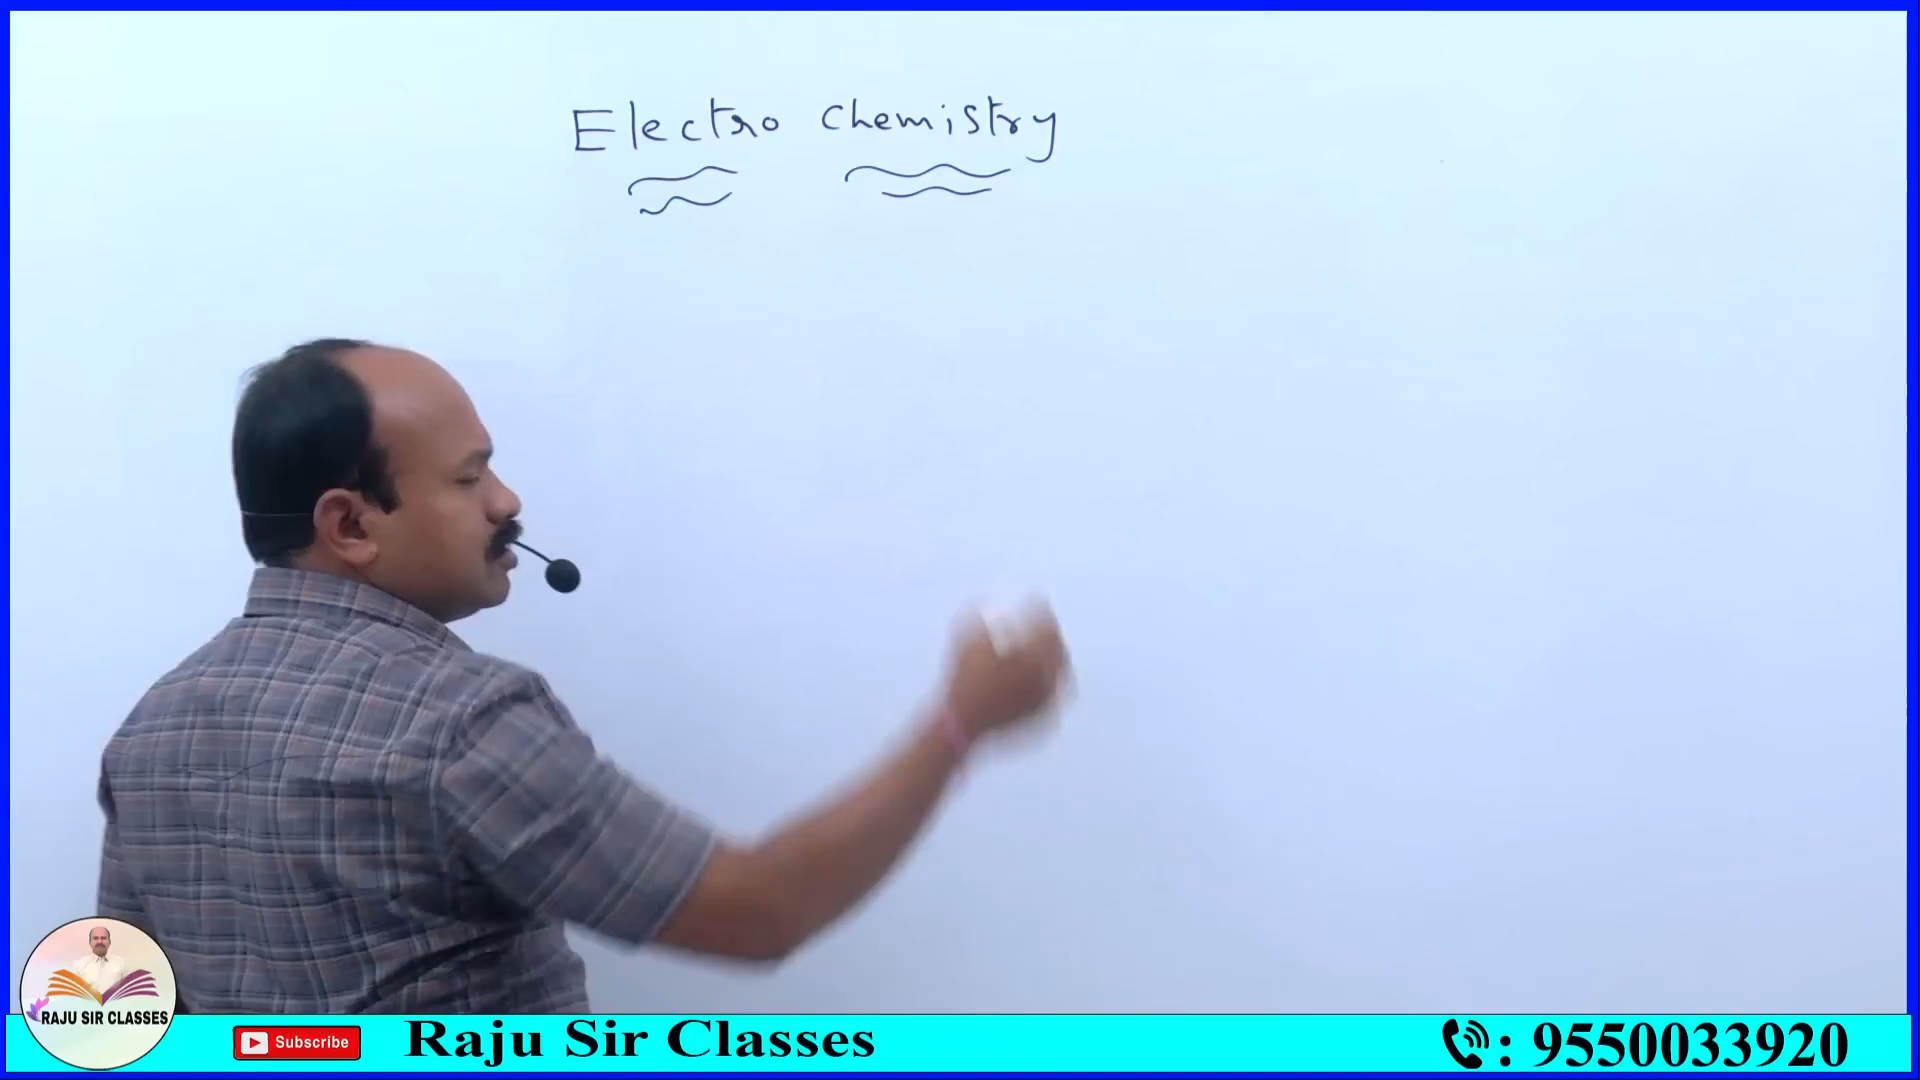 Electro Chemistry
RAJU SIR CLASSES
Subscribe
Raju Sir Classes
: 9550033920